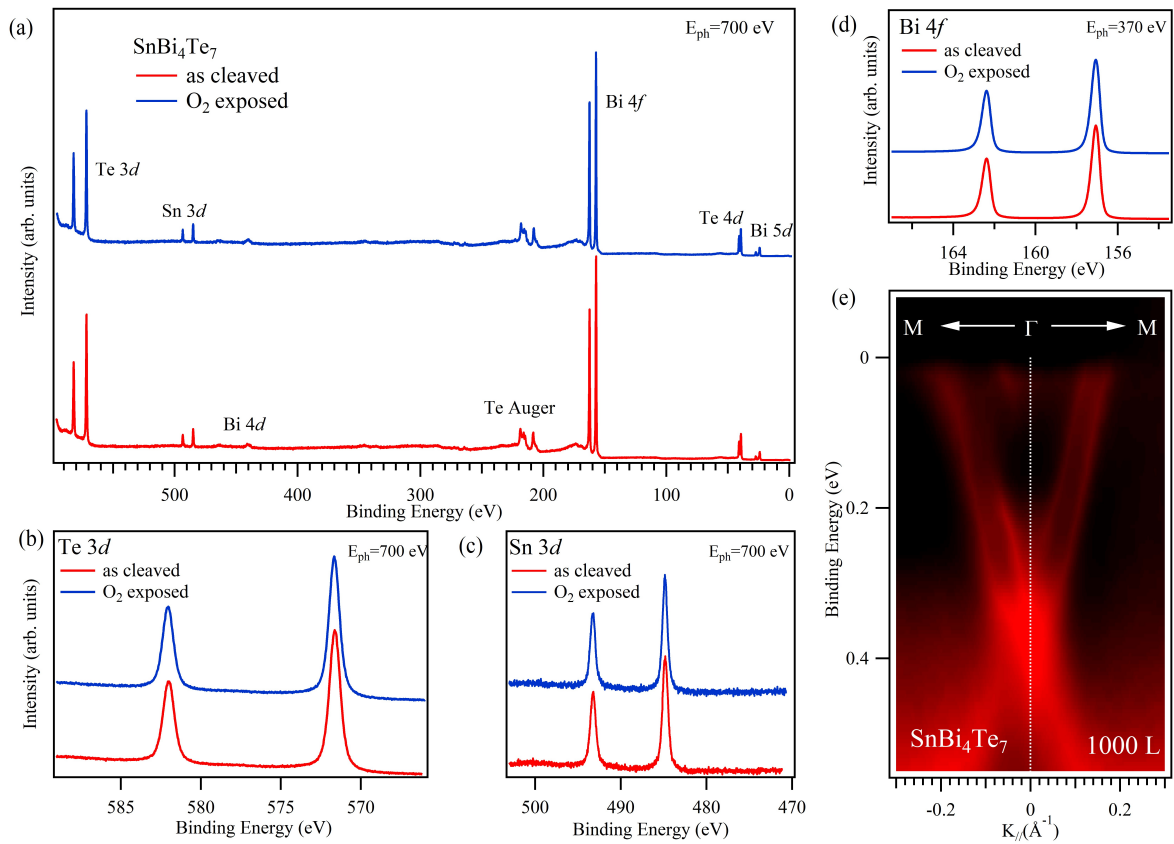 (a)
E_ph=700 eV
SnBi₄Te₇
as cleaved
O₂ exposed
Te 3d
Sn 3d
Bi 4f
Te 4d
Bi 5d
Bi 4d
Te Auger
Intensity (arb. units)
500 400 300 200 100 0
Binding Energy (eV)
(b)
Te 3d
E_ph=700 eV
as cleaved
O₂ exposed
Intensity (arb. units)
585 580 575 570
Binding Energy (eV)
(c)
Sn 3d
E_ph=700 eV
as cleaved
O₂ exposed
500 490 480 470
Binding Energy (eV)
(d)
Bi 4f
E_ph=370 eV
as cleaved
O₂ exposed
Intensity (arb. units)
164 160 156
Binding Energy (eV)
(e)
M Γ M
0
0.2
0.4
Binding Energy (eV)
SnBi₄Te₇ 1000 L
-0.2 0 0.2
K_//(Å⁻¹)